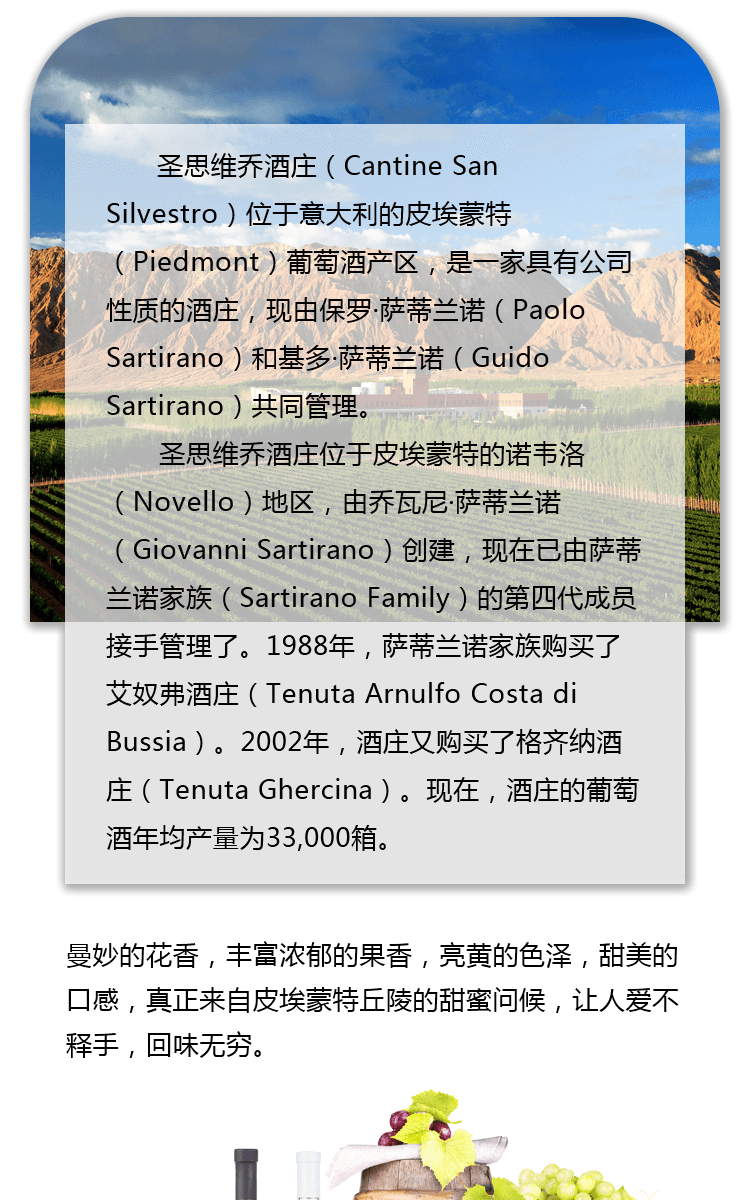 圣思维乔酒庄（Cantine San
Silvestro）位于意大利的皮埃蒙特
（Piedmont）葡萄酒产区，是一家具有公司
性质的酒庄，现由保罗·萨蒂兰诺（Paolo
Sartirano）和基多·萨蒂兰诺（Guido
Sartirano）共同管理。
圣思维乔酒庄位于皮埃蒙特的诺韦洛
（Novello）地区，由乔瓦尼·萨蒂兰诺
（Giovanni Sartirano）创建，现在已由萨蒂
兰诺家族（Sartirano Family）的第四代成员
接手管理了。1988年，萨蒂兰诺家族购买了
艾奴弗酒庄（Tenuta Arnulfo Costa di
Bussia）。2002年，酒庄又购买了格齐纳酒
庄（Tenuta Ghercina）。现在，酒庄的葡萄
酒年均产量为33,000箱。
曼妙的花香，丰富浓郁的果香，亮黄的色泽，甜美的
口感，真正来自皮埃蒙特丘陵的甜蜜问候，让人爱不
释手，回味无穷。